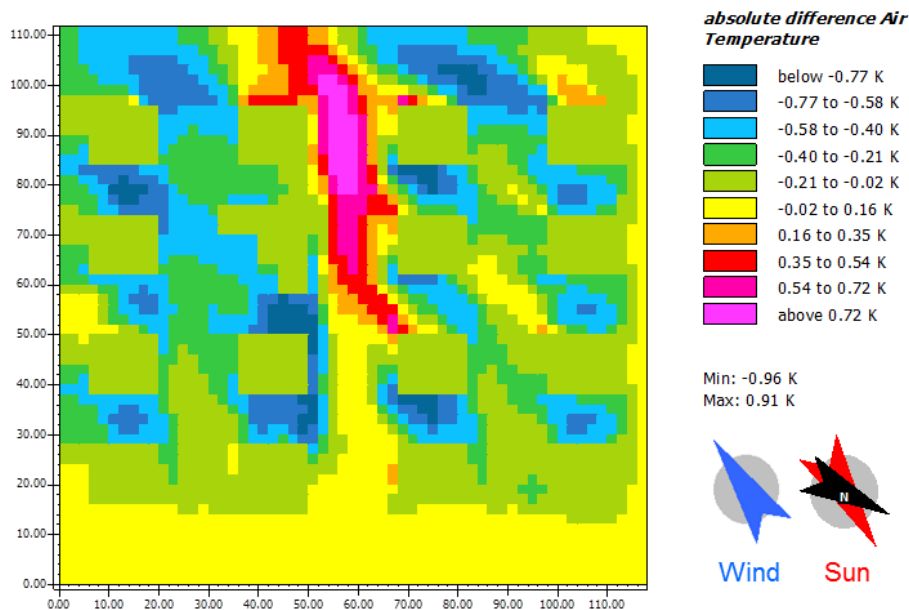 absolute difference Air
Temperature
below -0.77 K
-0.77 to -0.58 K
-0.58 to -0.40 K
-0.40 to -0.21 K
-0.21 to -0.02 K
-0.02 to 0.16 K
0.16 to 0.35 K
0.35 to 0.54 K
0.54 to 0.72 K
above 0.72 K
Min: -0.96 K
Max: 0.91 K
N
Wind
Sun
110.00
100.00
90.00
80.00
70.00
60.00
50.00
40.00
30.00
20.00
10.00
0.00
0.00 10.00 20.00 30.00 40.00 50.00 60.00 70.00 80.00 90.00 100.00 110.00